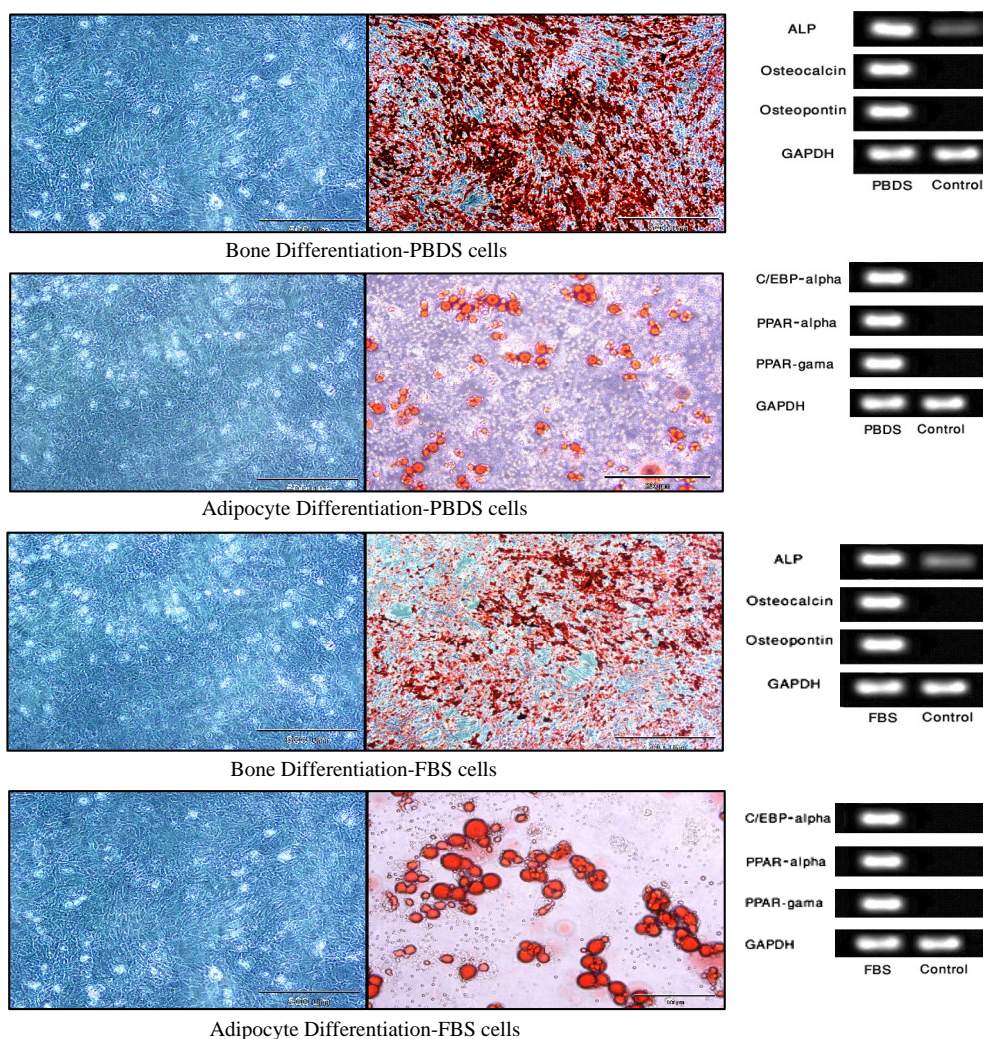 ALP
Osteocalcin
Osteopontin
GAPDH
PBDS Control
Bone Differentiation-PBDS cells
C/EBP-alpha
PPAR-alpha
PPAR-gama
GAPDH
PBDS Control
Adipocyte Differentiation-PBDS cells
ALP
Osteocalcin
Osteopontin
GAPDH
FBS Control
Bone Differentiation-FBS cells
C/EBP-alpha
PPAR-alpha
PPAR-gama
GAPDH
FBS Control
Adipocyte Differentiation-FBS cells